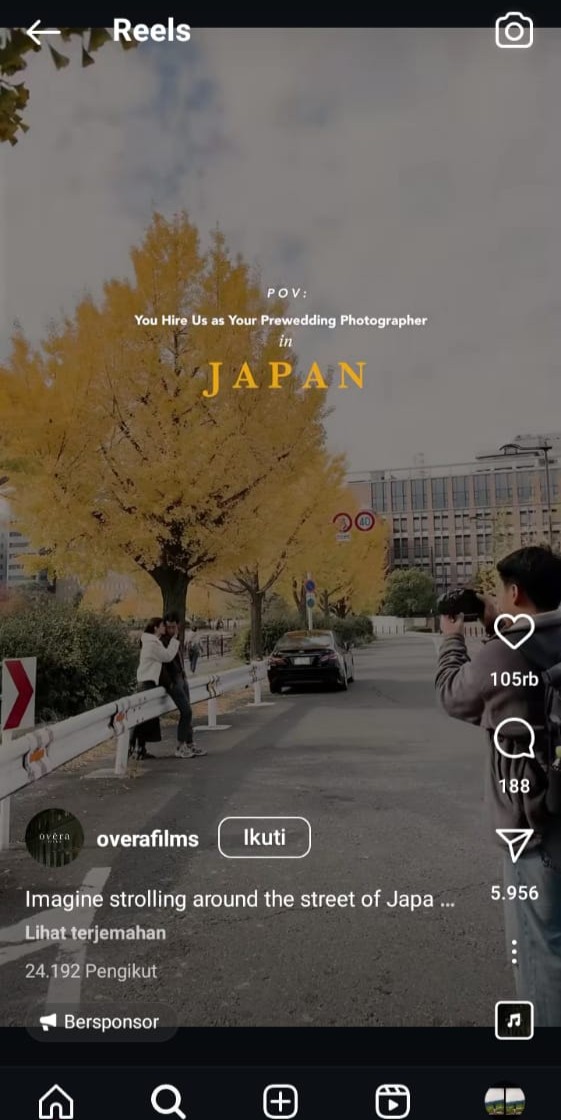 Reels
POV:
You Hire Us as Your Prewedding Photographer
in
JAPAN
40
105rb
188
overa
overafilms
Ikuti
5.956
Imagine strolling around the street of Japa ...
Lihat terjemahan
24.192 Pengikut
Bersponsor